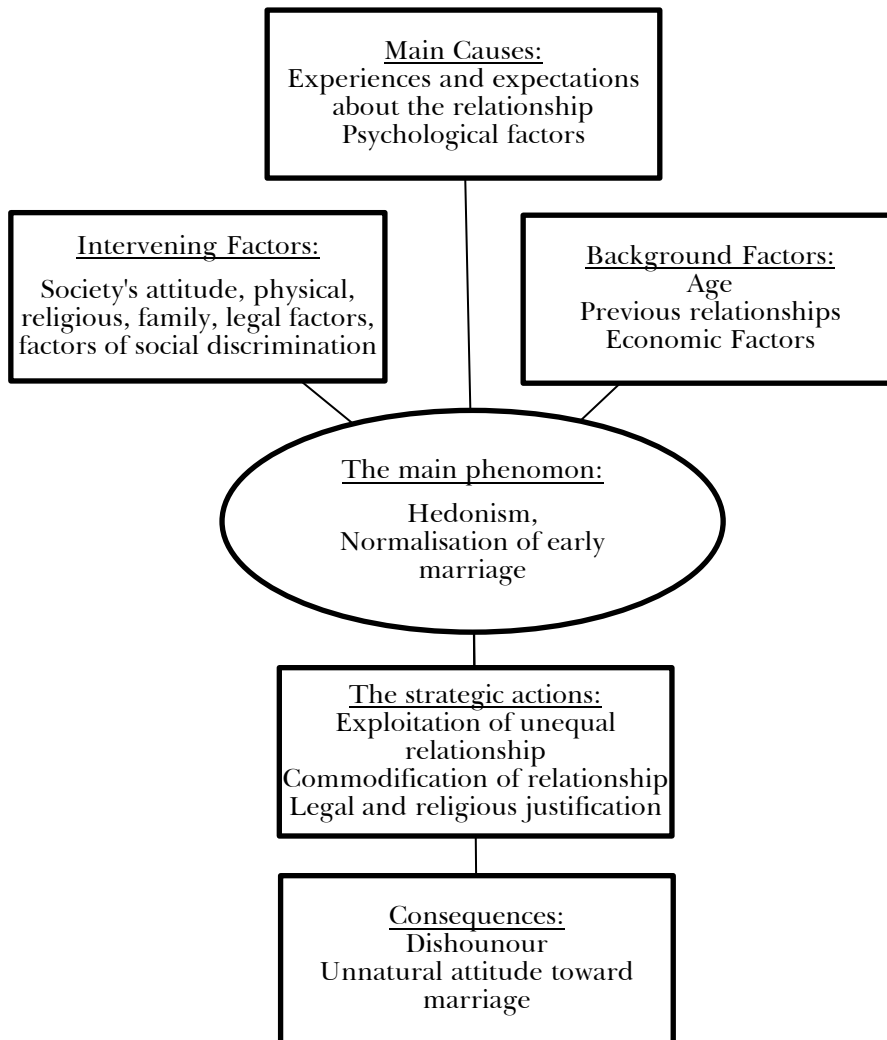 Main Causes:
Experiences and expectations
about the relationship
Psychological factors
Intervening Factors:
Society's attitude, physical,
religious, family, legal factors,
factors of social discrimination
Background Factors:
Age
Previous relationships
Economic Factors
The main phenomon:
Hedonism,
Normalisation of early
marriage
The strategic actions:
Exploitation of unequal
relationship
Commodification of relationship
Legal and religious justification
Consequences:
Dishounour
Unnatural attitude toward
marriage